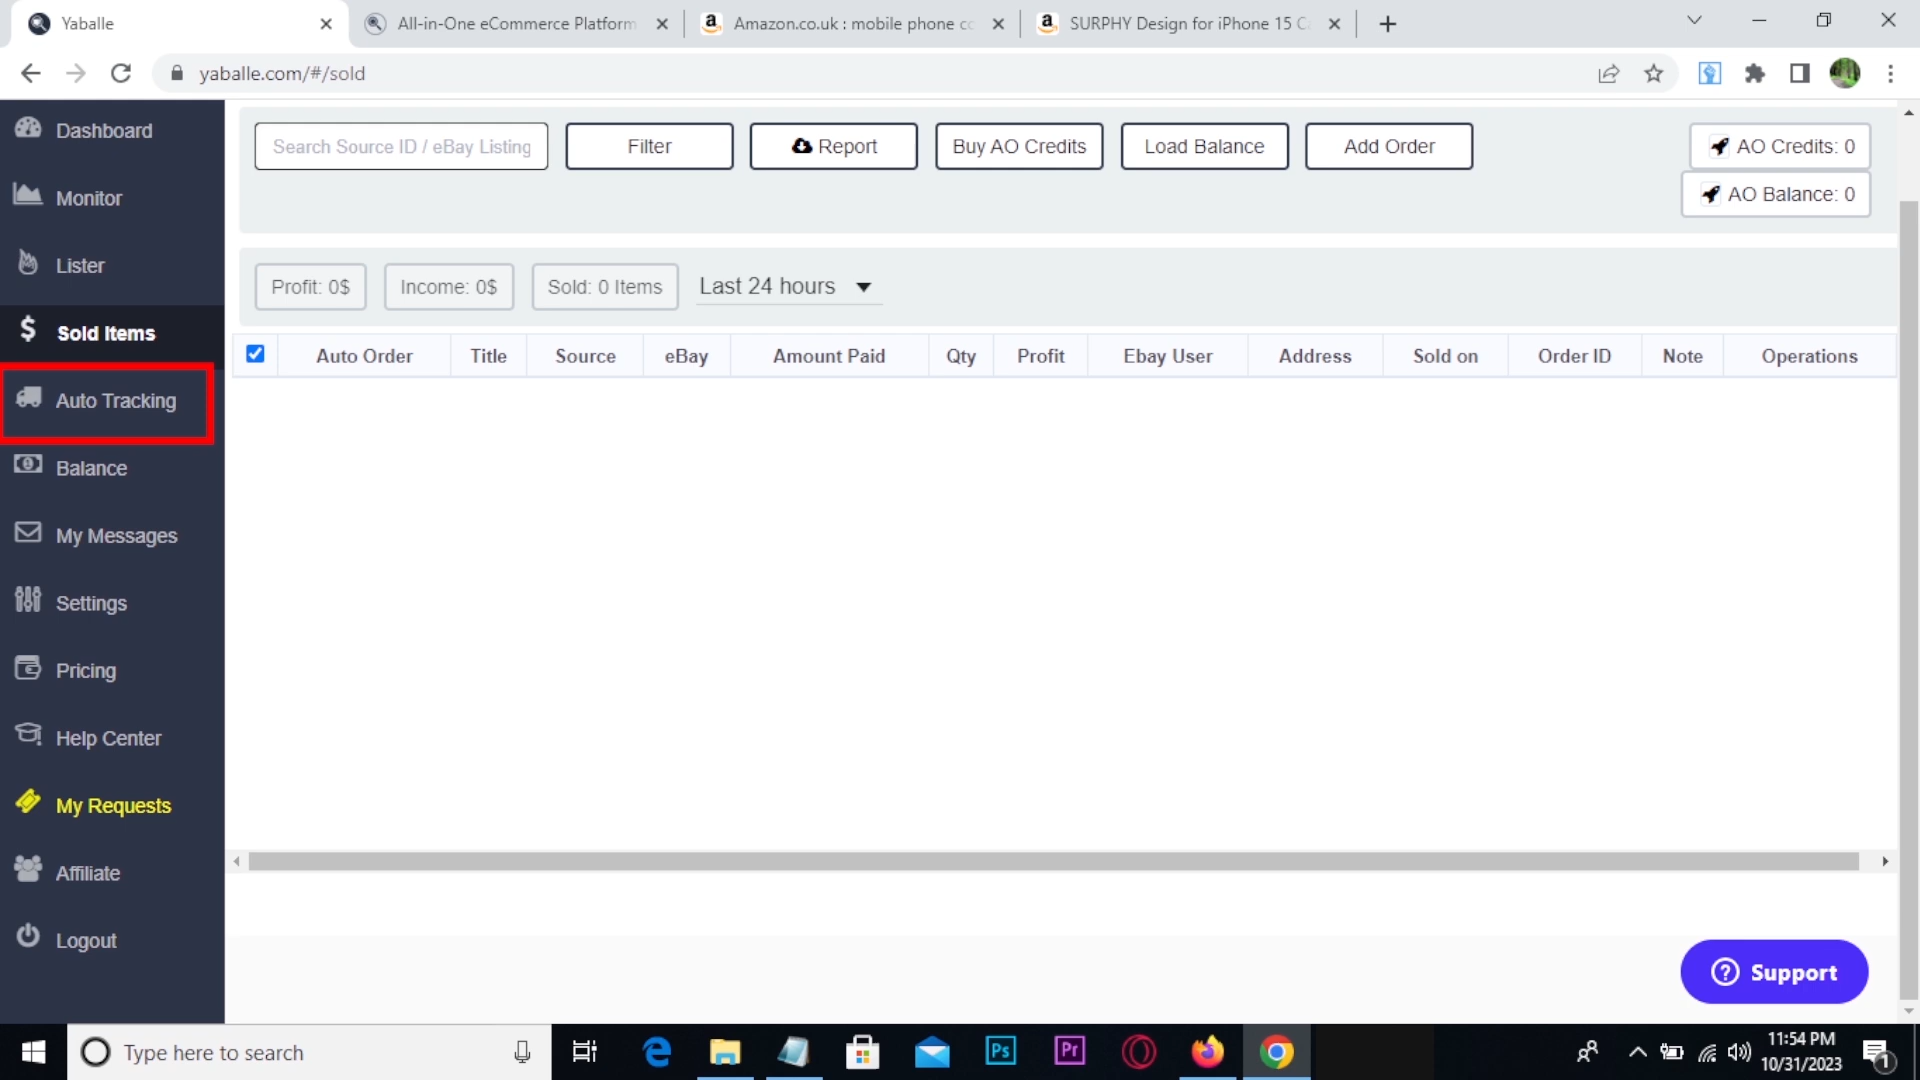 Yaballe
All-in-One eCommerce Platform
Amazon.co.uk : mobile phone co
SURPHY Design for iPhone 15 C
yaballe.com/#/sold
Dashboard
Monitor
Lister
Sold Items
Auto Tracking
Balance
My Messages
Settings
Pricing
Help Center
My Requests
Affiliate
Logout
Search Source ID / eBay Listing
Filter
Report
Buy AO Credits
Load Balance
Add Order
AO Credits: 0
AO Balance: 0
Profit: 0$
Income: 0$
Sold: 0 Items
Last 24 hours
Auto Order Title Source eBay Amount Paid Qty Profit Ebay User Address Sold on Order ID Note Operations
Support
Type here to search
Ps
Pr
11:54 PM
10/31/2023
1